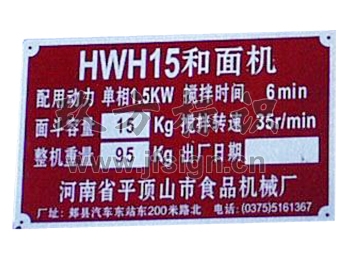 HWH15和面机
配用动力 单相1.5KW 搅拌时间 6min
面斗容量 15 Kg 搅拌转速 35r/min
整机重量 95 Kg 出厂日期
河南省平顶山市食品机械厂
厂址:郏县汽车东站东200米路北 电话:(0375)5161367
www.jlsign.cn